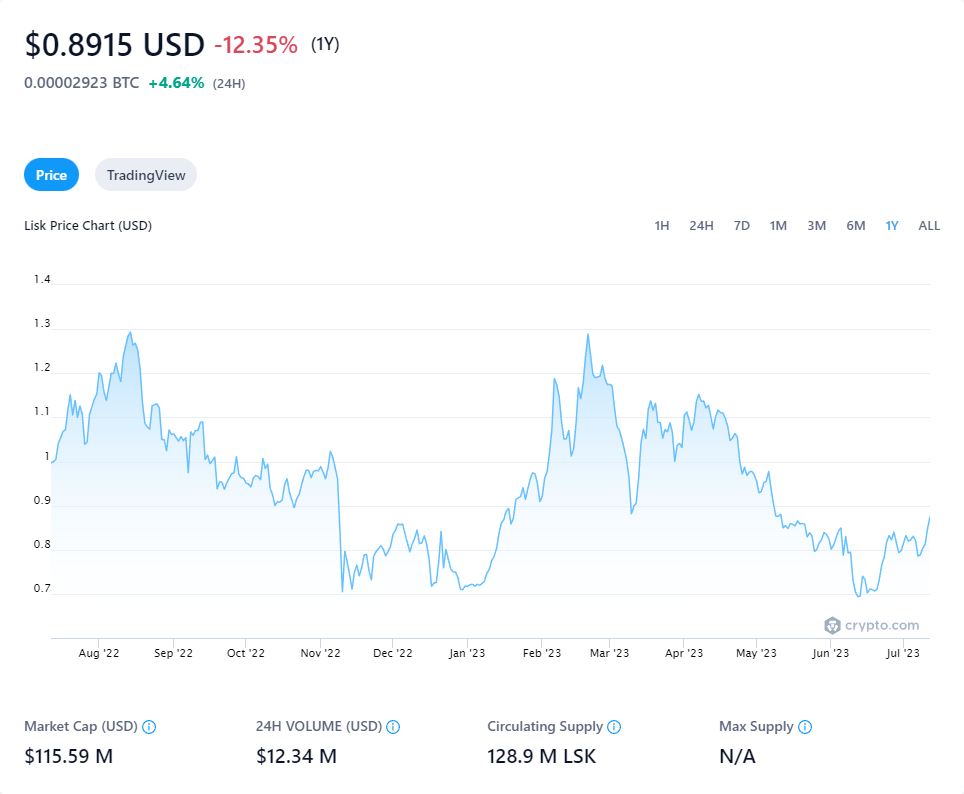 $0.8915 USD -12.35% (1Y)
0.00002923 BTC +4.64% (24H)
Price TradingView
Lisk Price Chart (USD) 1H 24H 7D 1M 3M 6M 1Y ALL
1.4
1.3
1.2
1.1
1
0.9
0.8
0.7
crypto.com
Aug '22 Sep '22 Oct '22 Nov '22 Dec '22 Jan '23 Feb '23 Mar '23 Apr '23 May '23 Jun '23 Jul '23
Market Cap (USD) 24H VOLUME (USD) Circulating Supply Max Supply
$115.59 M $12.34 M 128.9 M LSK N/A